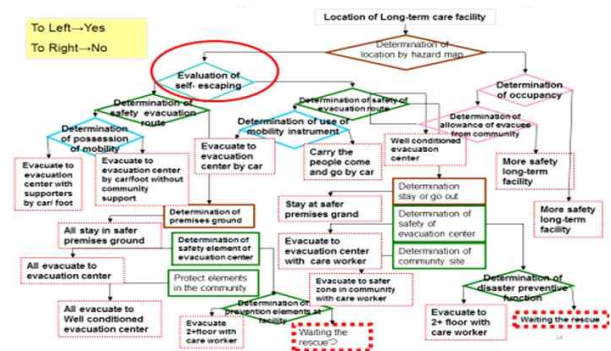 To Left→Yes
To Right→No
Location of Long-term care facility
Determination of
location by hazard map
Evaluation of
self- escaping
Determination
of occupancy
Determination of
safety evacuation
route
Determination of safety of
evacuation route
Determination of
allowance of evacuee
from community
Determination
of possession
of mobility
Determination of use of
mobility instrument
Well conditioned
evacuation
center
Evacuate to
evacuation
center with
supporters
by car/ foot
Evacuate to
evacuation center
by car/foot without
community
support
Evacuate to
evacuation
center by car
Carry the
people come
and go by car
More safety
long-term
facility
Determination
stay or go out
More safety
long-term
facility
Determination of
premises ground
Stay at safer
premises grand
Determination of
safety of
evacuation center
All stay in safer
premises ground
Determination of
safety element of
evacuation center
Evacuate to
evacuation center
with care worker
Determination of
community site
All evacuate to
evacuation center
Protect elements
in the community
Evacuate to safer
zone in community
with care worker
Determination of
disaster preventive
function
All evacuate to
Well conditioned
evacuation center
Determination of
prevention elements at
facility
Evacuate
2+floor with
care worker
Waiting the
rescue
Evacuate to
2+ floor with
care worker
Waiting the rescue